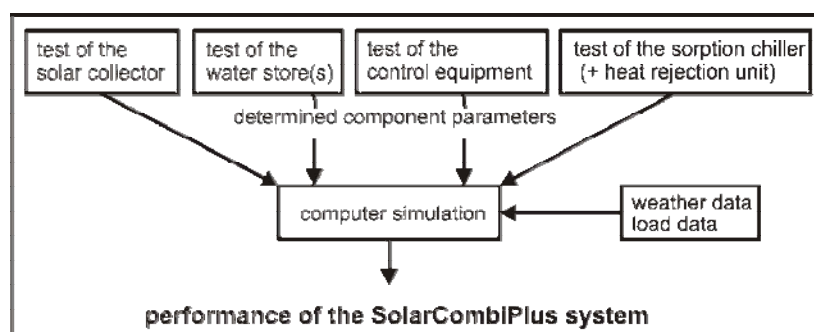 test of the
solar collector
test of the
water store(s)
test of the
control equipment
test of the sorption chiller
(+ heat rejection unit)
determined component parameters
computer simulation
weather data
load data
performance of the SolarCombiPlus system